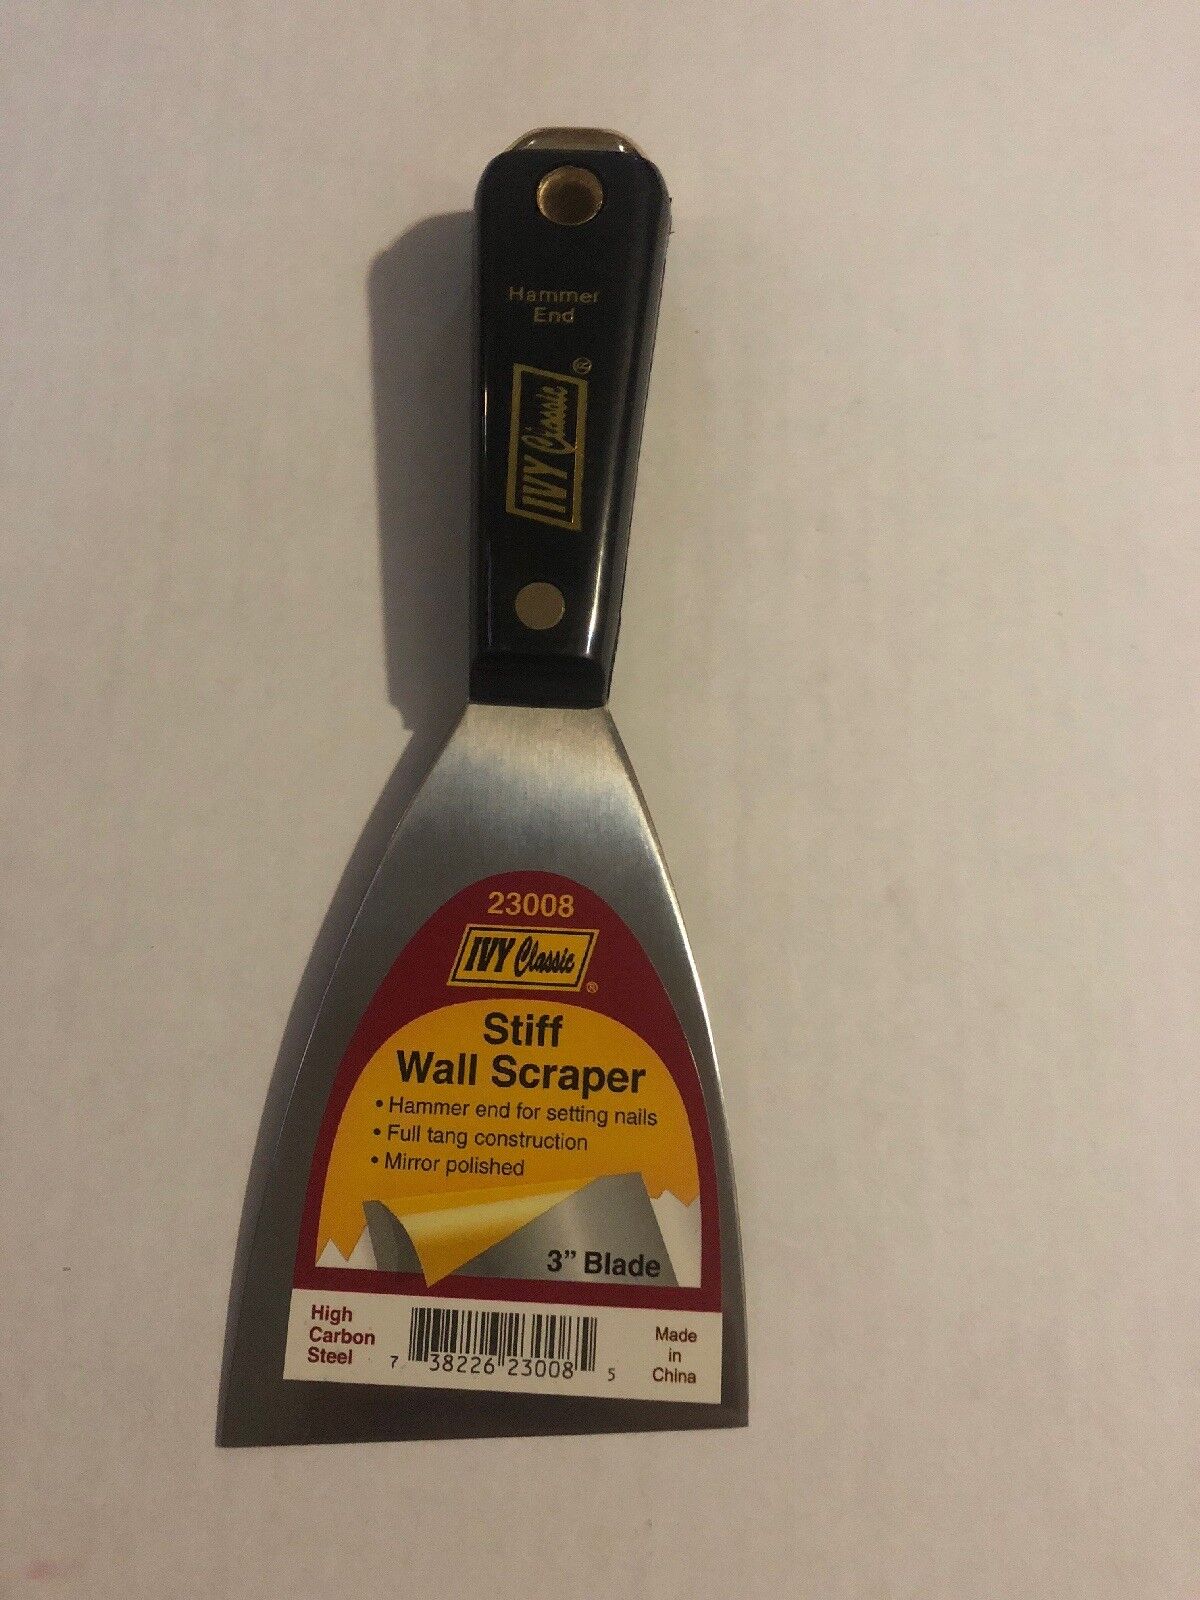 Hammer
End
IVY Classic ®
23008
IVY Classic ®
Stiff
Wall Scraper
• Hammer end for setting nails
• Full tang construction
• Mirror polished
3” Blade
High
Carbon
Steel
7 38226 23008 5
Made
in
China